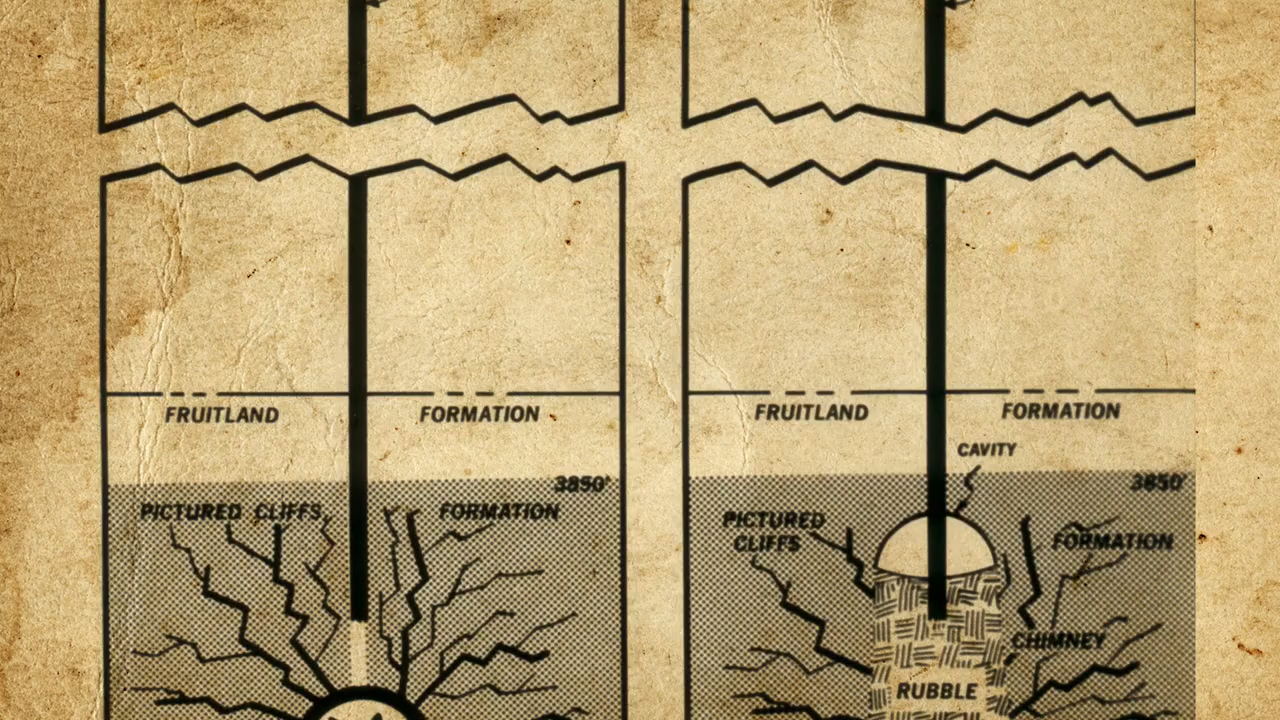 FRUITLAND FORMATION
3850'
PICTURED CLIFFS FORMATION
FRUITLAND FORMATION
CAVITY
3850'
PICTURED
CLIFFS
FORMATION
CHIMNEY
RUBBLE